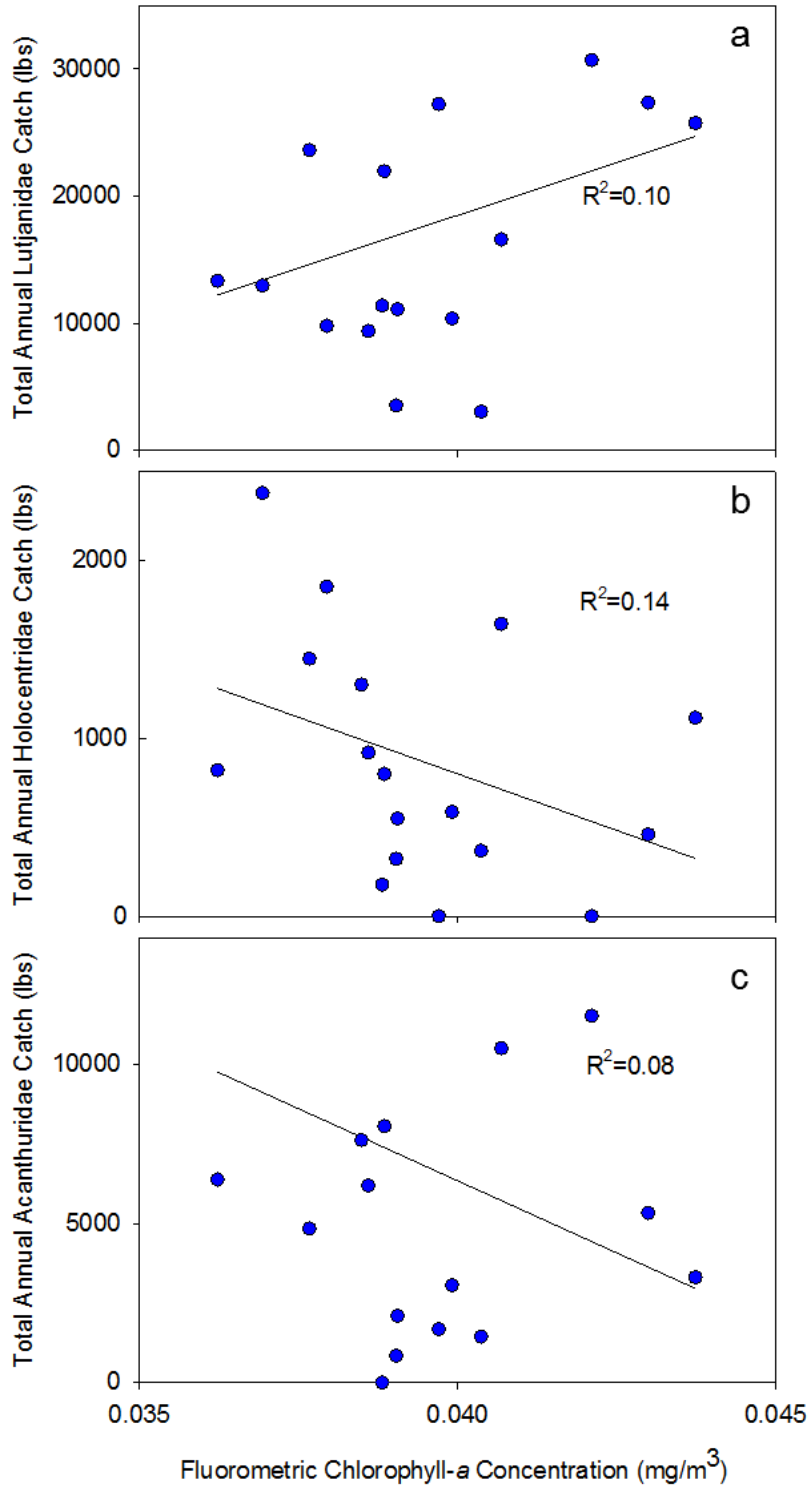 a
Total Annual Lutjanidae Catch (lbs)
30000
20000
10000
0
R²=0.10
b
Total Annual Holocentridae Catch (lbs)
2000
1000
0
R²=0.14
c
Total Annual Acanthuridae Catch (lbs)
10000
5000
0
R²=0.08
0.035 0.040 0.045
Fluorometric Chlorophyll-a Concentration (mg/m³)